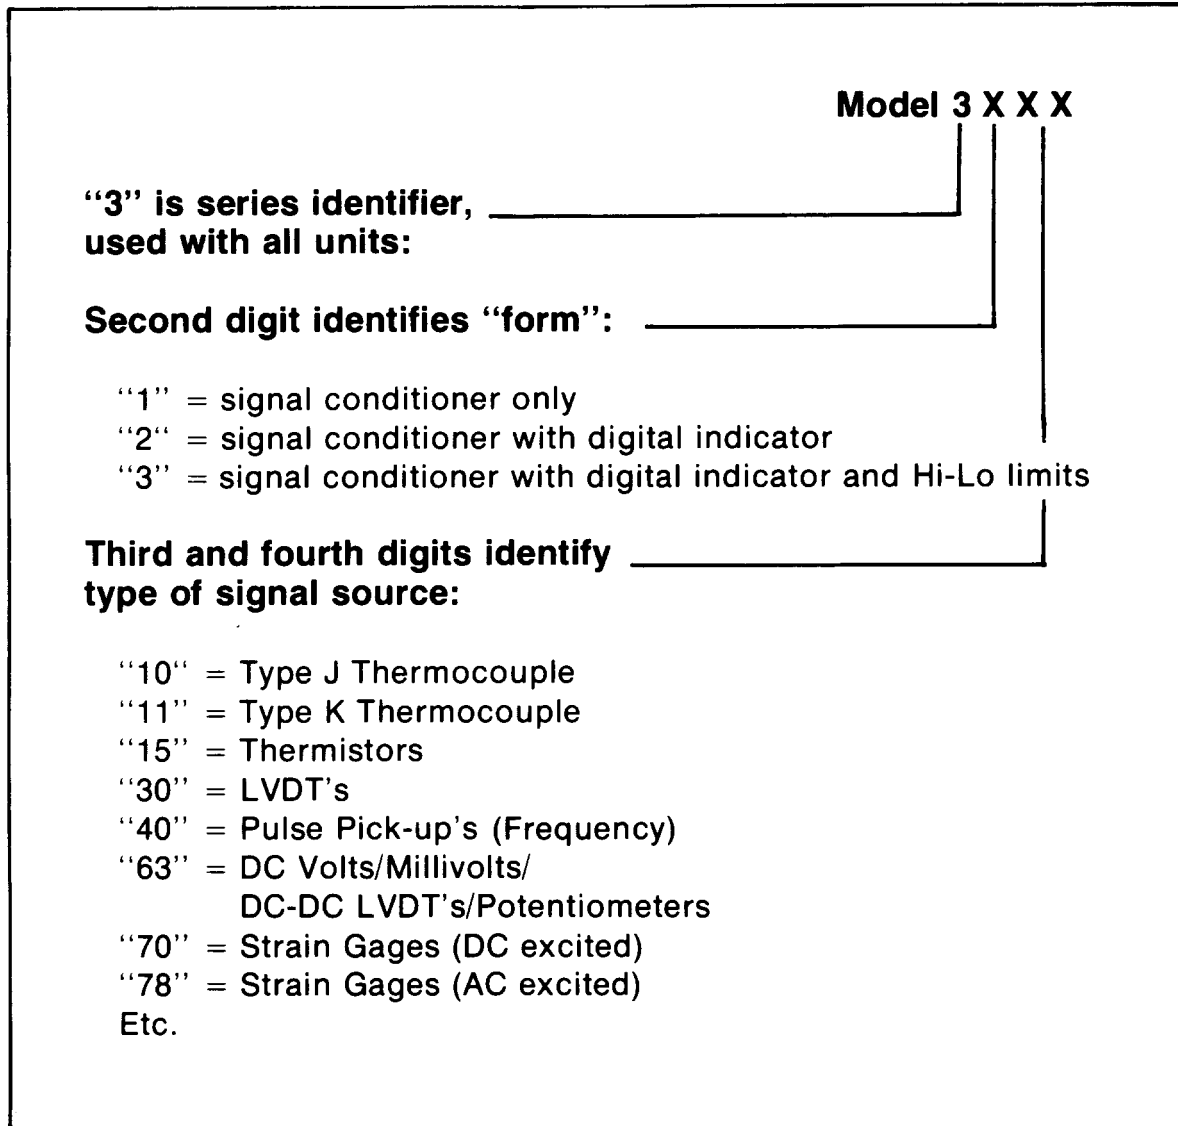 Model 3 X X X
“3” is series identifier,
used with all units:
Second digit identifies “form”:
“1” = signal conditioner only
“2“ = signal conditioner with digital indicator
“3” = signal conditioner with digital indicator and Hi-Lo limits
Third and fourth digits identify
type of signal source:
“10“ = Type J Thermocouple
“11” = Type K Thermocouple
“15” = Thermistors
“30” = LVDT's
“40” = Pulse Pick-up's (Frequency)
“63” = DC Volts/Millivolts/
DC-DC LVDT's/Potentiometers
“70” = Strain Gages (DC excited)
“78” = Strain Gages (AC excited)
Etc.